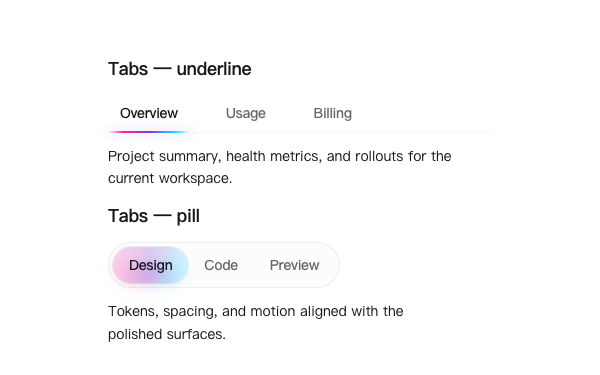 Tabs — underline
Overview Usage Billing
Project summary, health metrics, and rollouts for the
current workspace.
Tabs — pill
Design Code Preview
Tokens, spacing, and motion aligned with the
polished surfaces.